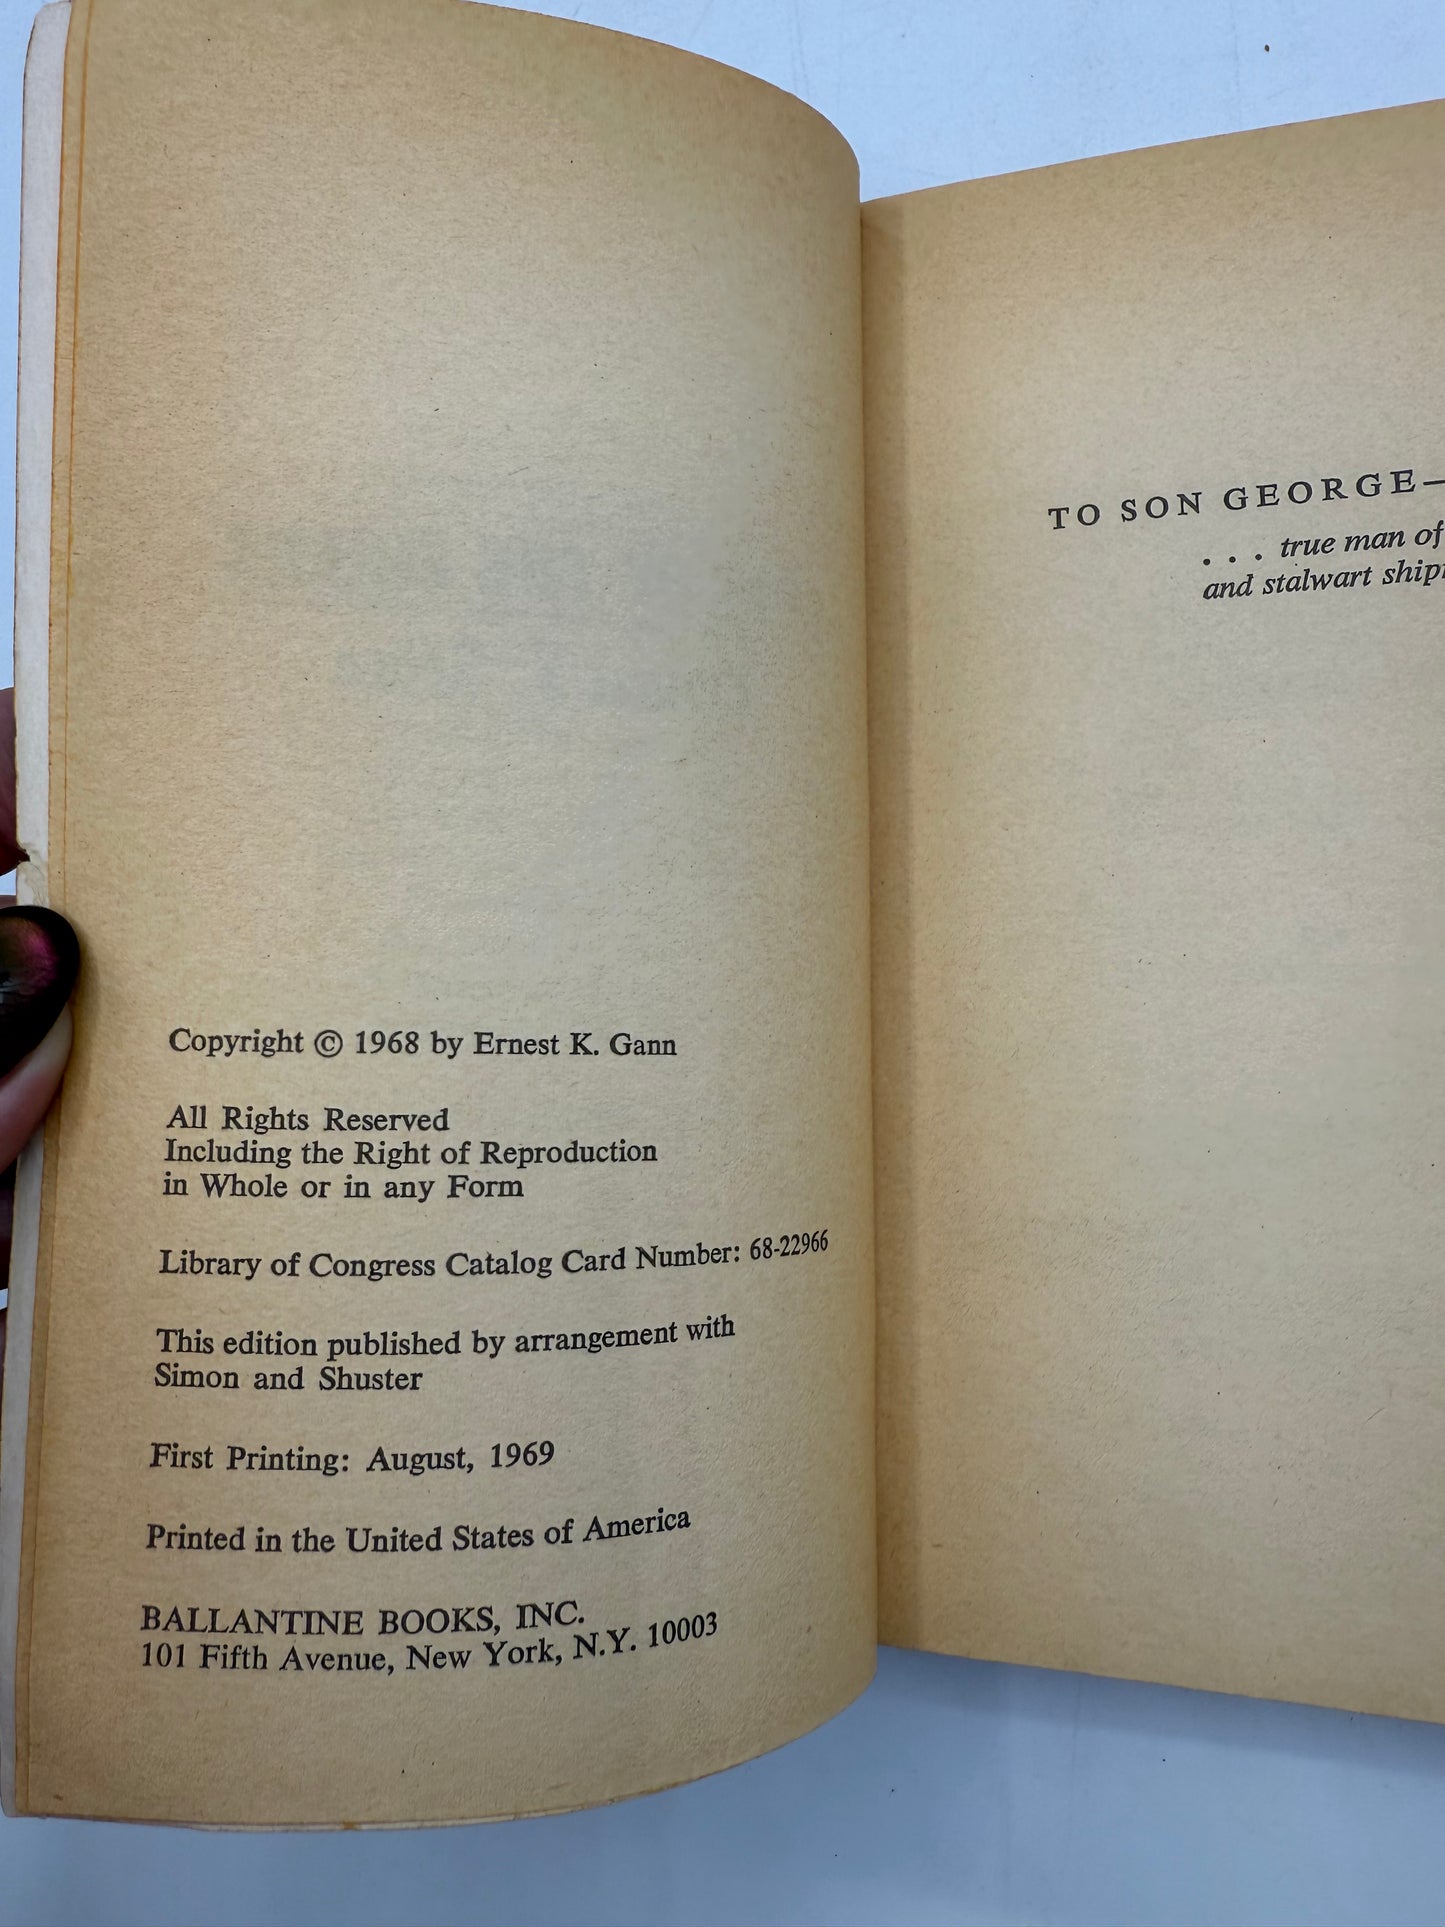 Copyright © 1968 by Ernest K. Gann
All Rights Reserved
Including the Right of Reproduction
in Whole or in any Form
Library of Congress Catalog Card Number: 68-22966
This edition published by arrangement with
Simon and Shuster
First Printing: August, 1969
Printed in the United States of America
BALLANTINE BOOKS, INC.
101 Fifth Avenue, New York, N.Y. 10003
TO SON GEORGE—
. . . true man of
and stalwart